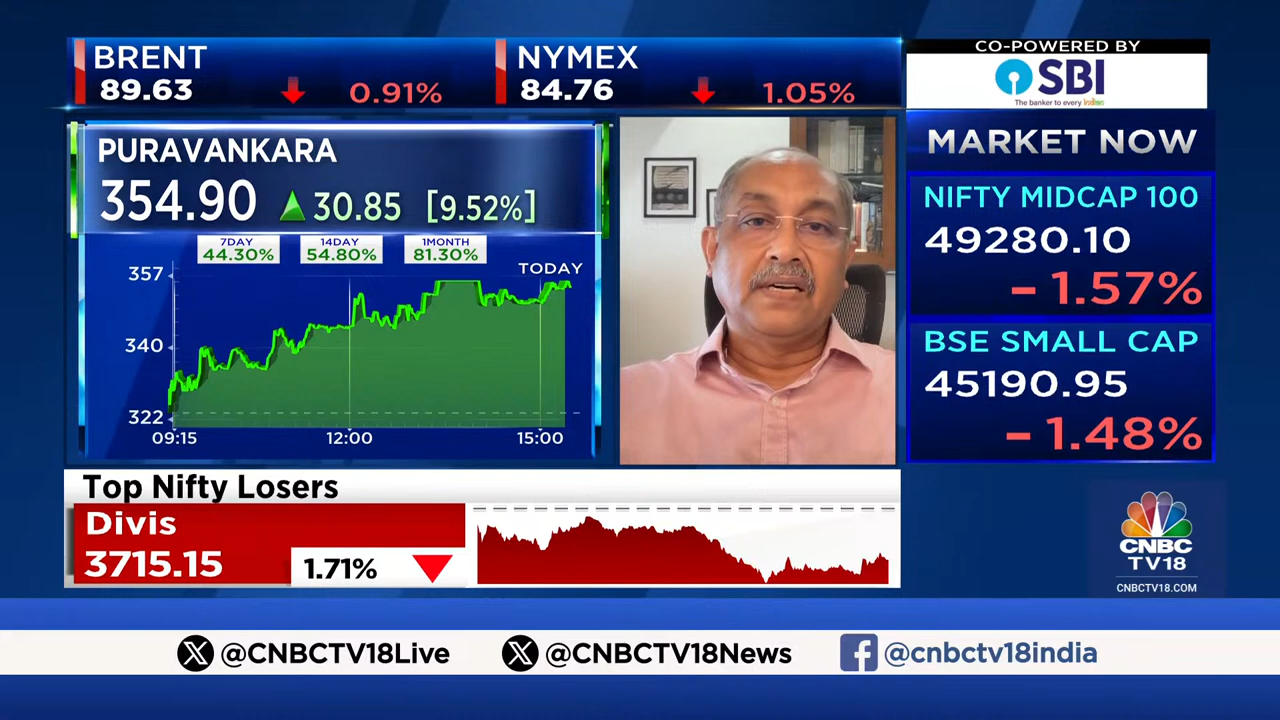 BRENT
89.63 0.91%
NYMEX
84.76 1.05%
CO-POWERED BY
SBI
The banker to every Indian
PURAVANKARA
354.90 30.85 [9.52%]
7DAY
44.30%
14DAY
54.80%
1MONTH
81.30%
TODAY
357
340
322
09:15 12:00 15:00
MARKET NOW
NIFTY MIDCAP 100
49280.10
– 1.57%
BSE SMALL CAP
45190.95
– 1.48%
Top Nifty Losers
Divis
3715.15 1.71%
CNBC
TV18
CNBCTV18.COM
@CNBCTV18Live @CNBCTV18News @cnbctv18india